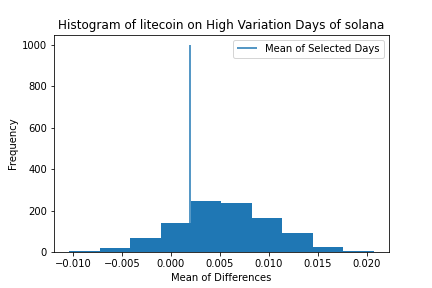 Histogram of litecoin on High Variation Days of solana
Mean of Selected Days
1000
800
600
400
200
0
Frequency
−0.010 −0.005 0.000 0.005 0.010 0.015 0.020
Mean of Differences